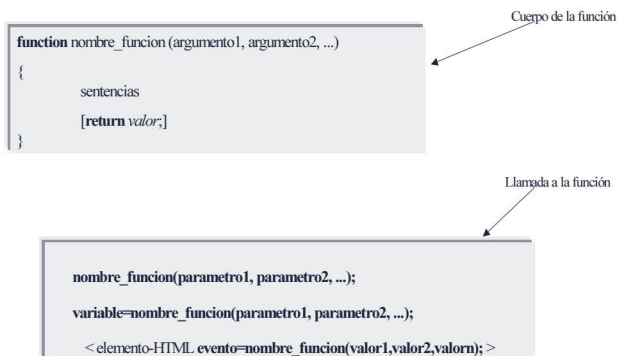 Cuerpo de la función
function nombre_funcion (argumento1, argumento2, ...)
{
sentencias
[return valor;]
}
Llamada a la función
nombre_funcion(parametro1, parametro2, ...);
variable=nombre_funcion(parametro1, parametro2, ...);
<elemento-HTML evento=nombre_funcion(valor1,valor2,valorn); >